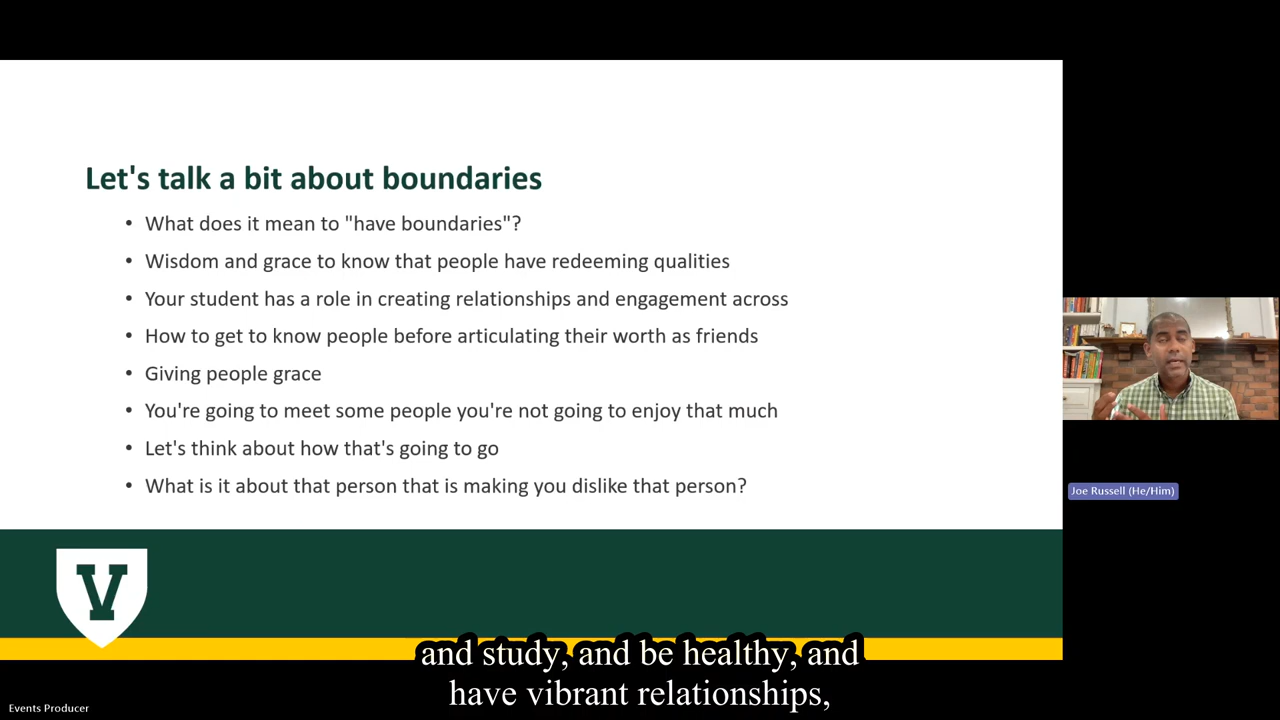 Let's talk a bit about boundaries
• What does it mean to "have boundaries"?
• Wisdom and grace to know that people have redeeming qualities
• Your student has a role in creating relationships and engagement across
• How to get to know people before articulating their worth as friends
• Giving people grace
• You're going to meet some people you're not going to enjoy that much
• Let's think about how that's going to go
• What is it about that person that is making you dislike that person?
Joe Russell (He/Him)
V
and study, and be healthy, and
have vibrant relationships,
Events Producer